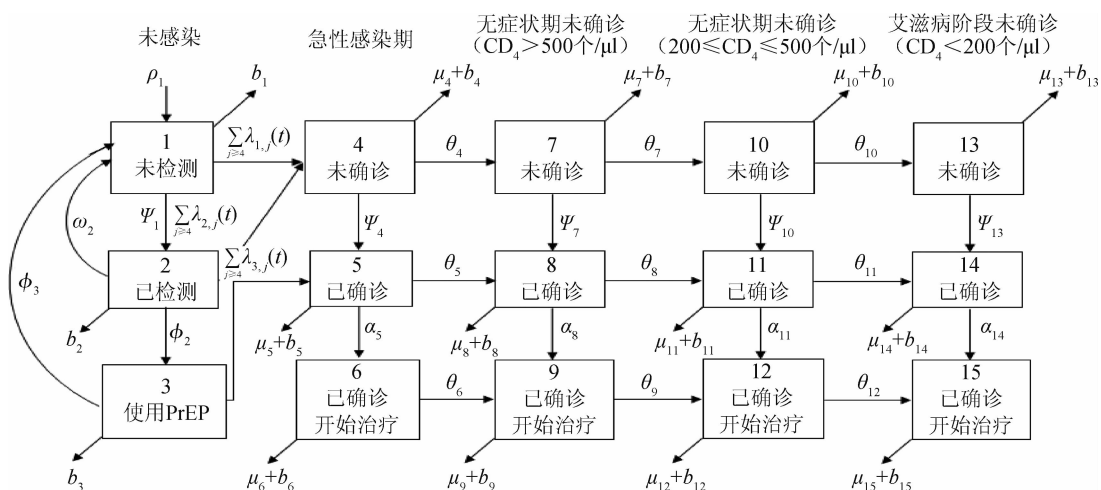 未感染
急性感染期
无症状期未确诊
（CD4＞500个/μl）
无症状期未确诊
（200≤CD4≤500个/μl）
艾滋病阶段未确诊
（CD4＜200个/μl）
ρ1
b1
μ4+b4
μ7+b7
μ10+b10
μ13+b13
1
未检测
∑λ1,j(t)
j≥4
4
未确诊
θ4
7
未确诊
θ7
10
未确诊
θ10
13
未确诊
ω2
Ψ1
∑λ2,j(t)
j≥4
Ψ4
Ψ7
Ψ10
Ψ13
ϕ3
2
已检测
∑λ3,j(t)
j≥4
5
已确诊
θ5
8
已确诊
θ8
11
已确诊
θ11
14
已确诊
b2
ϕ2
μ5+b5
α5
μ8+b8
α8
μ11+b11
α11
μ14+b14
α14
3
使用PrEP
6
已确诊
开始治疗
θ6
9
已确诊
开始治疗
θ9
12
已确诊
开始治疗
θ12
15
已确诊
开始治疗
b3
μ6+b6
μ9+b9
μ12+b12
μ15+b15